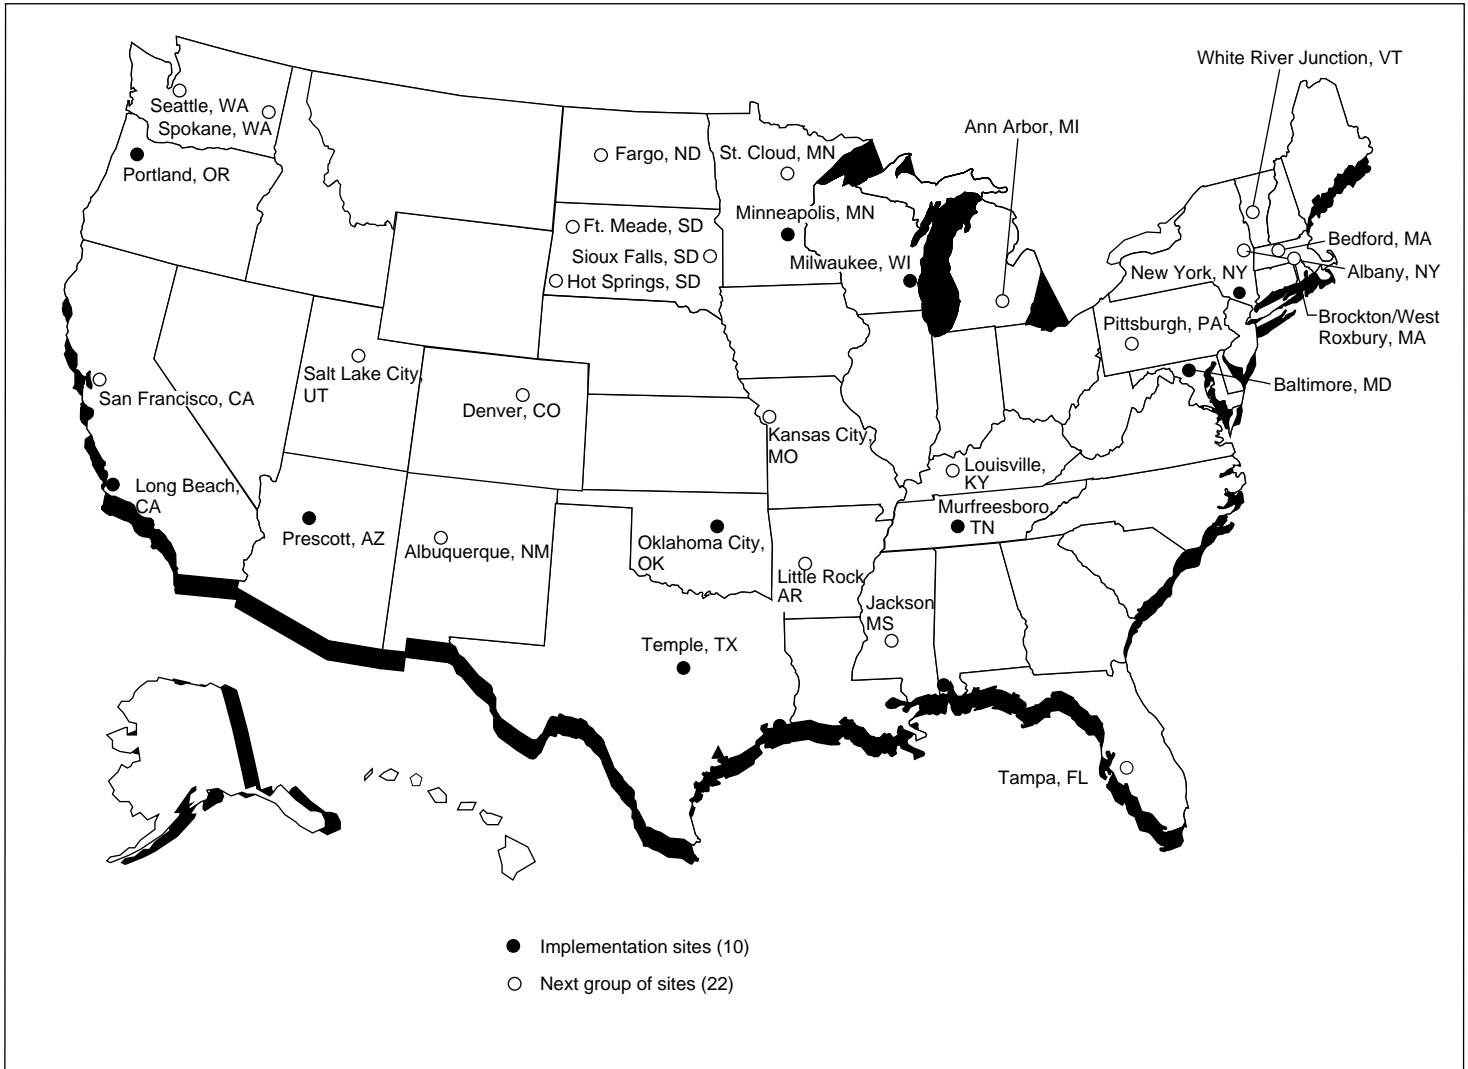 White River Junction, VT
Ann Arbor, MI
Seattle, WA
Spokane, WA
Portland, OR
Fargo, ND
St. Cloud, MN
Minneapolis, MN
Ft. Meade, SD
Sioux Falls, SD
Hot Springs, SD
Milwaukee, WI
Bedford, MA
Albany, NY
New York, NY
Brockton/West
Roxbury, MA
Pittsburgh, PA
Baltimore, MD
Salt Lake City,
UT
San Francisco, CA
Denver, CO
Kansas City,
MO
Louisville,
KY
Long Beach,
CA
Prescott, AZ
Albuquerque, NM
Oklahoma City,
OK
Murfreesboro,
TN
Little Rock
AR
Jackson
MS
Temple, TX
Tampa, FL
Implementation sites (10)
Next group of sites (22)